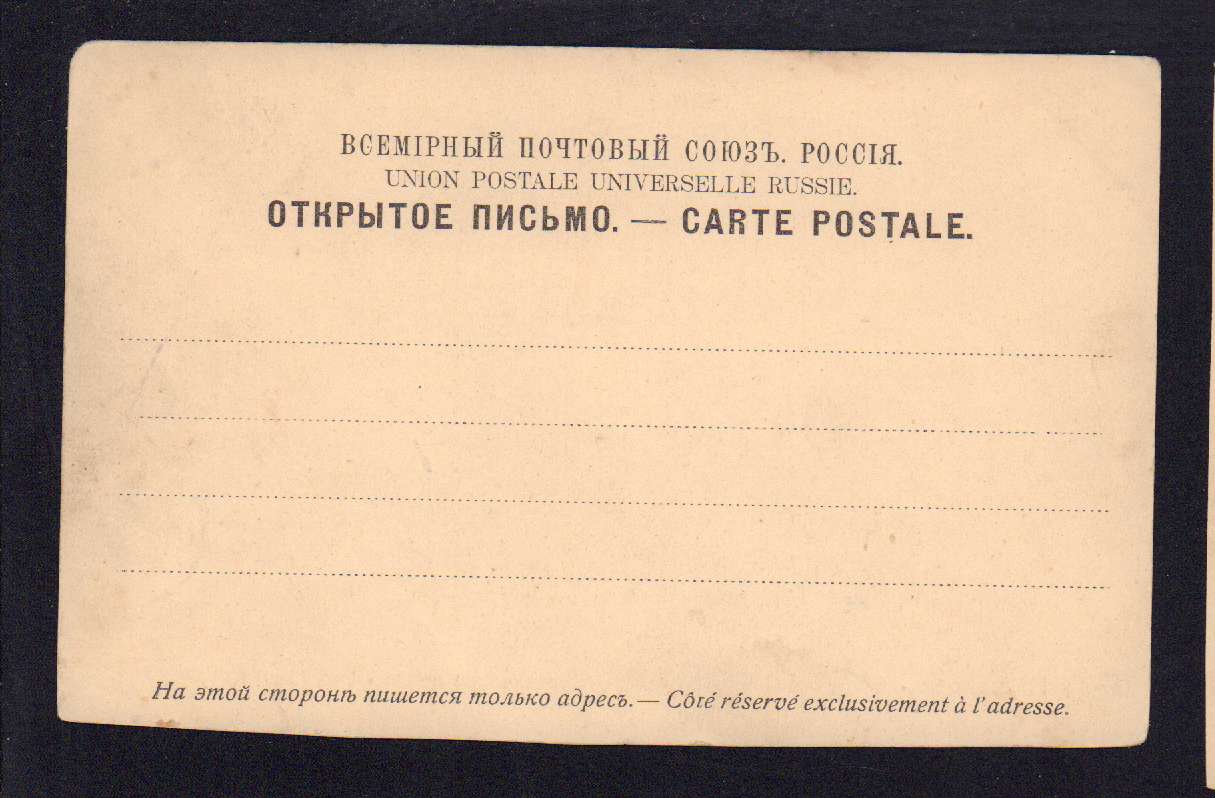 ВСЕМІРНЫЙ ПОЧТОВЫЙ СОЮЗЪ. РОССІЯ.
UNION POSTALE UNIVERSELLE RUSSIE.
ОТКРЫТОЕ ПИСЬМО. — CARTE POSTALE.
На этой сторонѣ пишется только адресъ. — Côté réservé exclusivement à l'adresse.